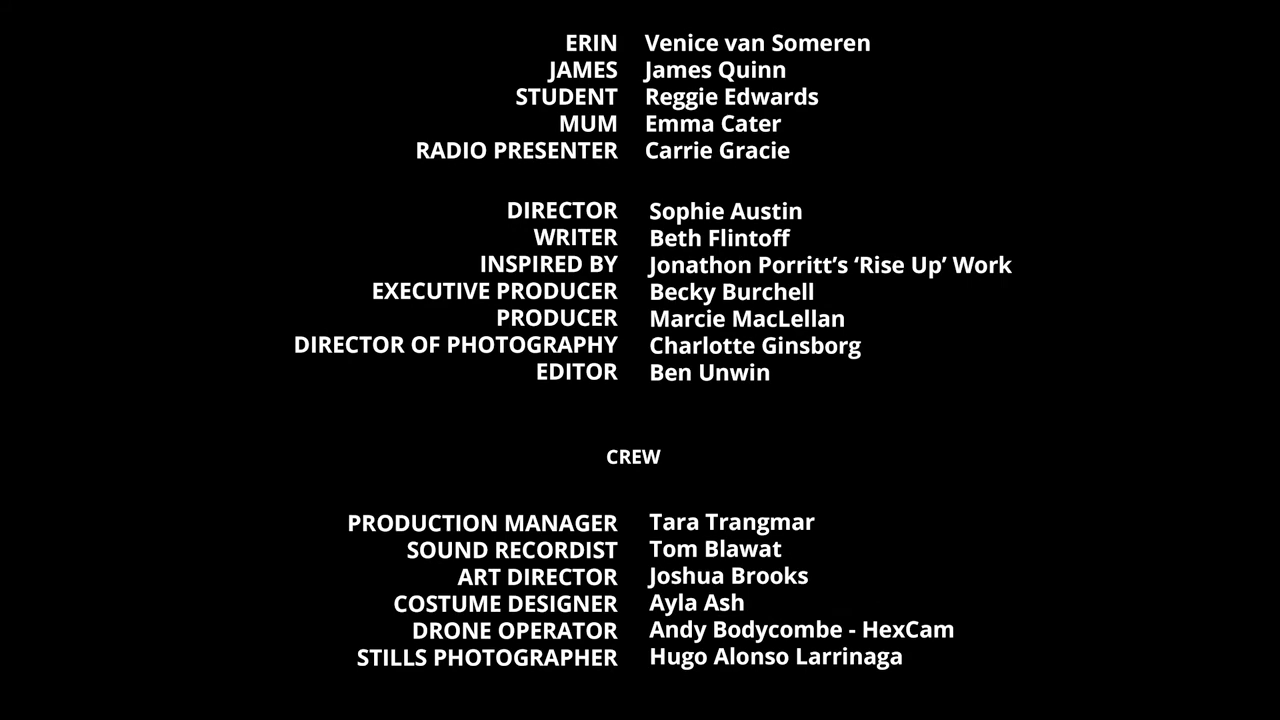 ERIN Venice van Someren
JAMES James Quinn
STUDENT Reggie Edwards
MUM Emma Cater
RADIO PRESENTER Carrie Gracie
DIRECTOR Sophie Austin
WRITER Beth Flintoff
INSPIRED BY Jonathon Porritt’s ‘Rise Up’ Work
EXECUTIVE PRODUCER Becky Burchell
PRODUCER Marcie MacLellan
DIRECTOR OF PHOTOGRAPHY Charlotte Ginsborg
EDITOR Ben Unwin
CREW
PRODUCTION MANAGER Tara Trangmar
SOUND RECORDIST Tom Blawat
ART DIRECTOR Joshua Brooks
COSTUME DESIGNER Ayla Ash
DRONE OPERATOR Andy Bodycombe - HexCam
STILLS PHOTOGRAPHER Hugo Alonso Larrinaga